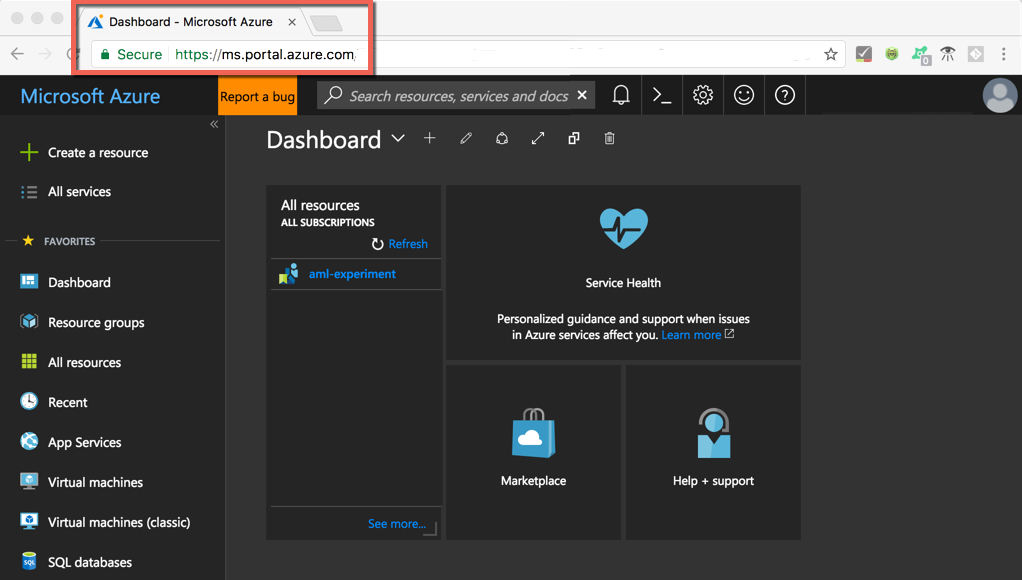 Dashboard - Microsoft Azure
Secure https://ms.portal.azure.com
0
Microsoft Azure
Report a bug
Search resources, services and docs
Dashboard
Create a resource
All services
FAVORITES
Dashboard
Resource groups
All resources
Recent
App Services
Virtual machines
Virtual machines (classic)
SQL
SQL databases
All resources
ALL SUBSCRIPTIONS
Refresh
aml-experiment
See more...
Service Health
Personalized guidance and support when issues
in Azure services affect you. Learn more
Marketplace
Help + support